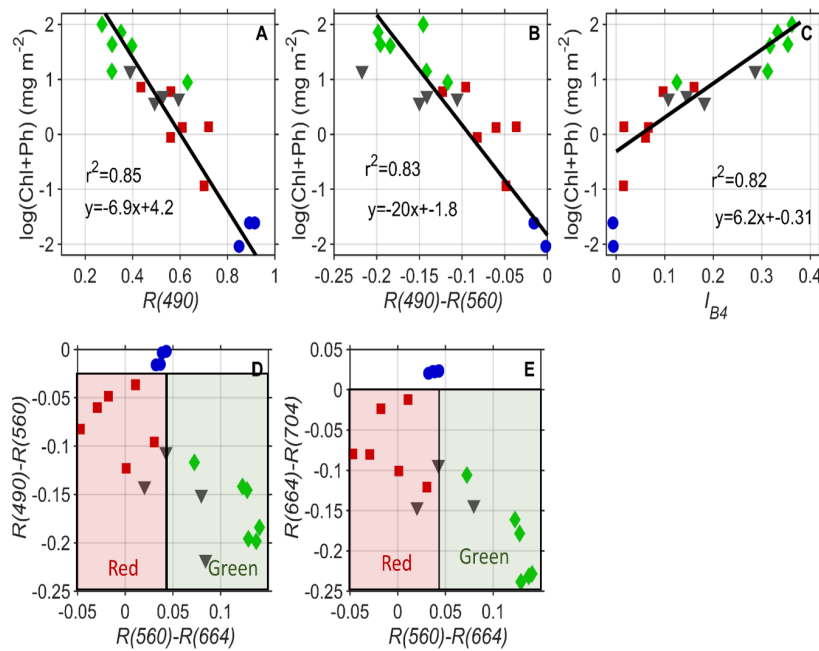 A
log(Chl+Ph) (mg m⁻²)
2
1
0
-1
-2
r²=0.85
y=-6.9x+4.2
0.2 0.4 0.6 0.8 1
R(490)
B
log(Chl+Ph) (mg m⁻²)
2
1
0
-1
-2
r²=0.83
y=-20x+-1.8
-0.25 -0.2 -0.15 -0.1 -0.05 0
R(490)-R(560)
C
log(Chl+Ph) (mg m⁻²)
2
1
0
-1
-2
r²=0.82
y=6.2x+-0.31
0 0.1 0.2 0.3 0.4
I_B4
D
R(490)-R(560)
0
-0.05
-0.1
-0.15
-0.2
-0.25
Red Green
-0.05 0 0.05 0.1
R(560)-R(664)
E
R(664)-R(704)
0.05
0
-0.05
-0.1
-0.15
-0.2
-0.25
Red Green
-0.05 0 0.05 0.1
R(560)-R(664)